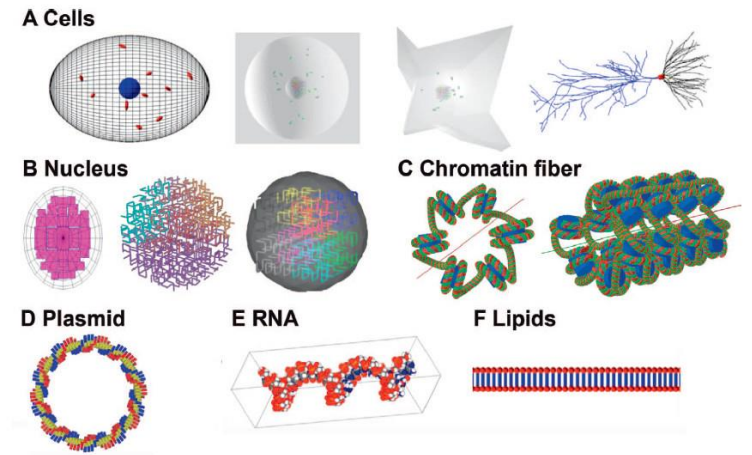 A Cells
B Nucleus
C Chromatin fiber
D Plasmid
E RNA
F Lipids